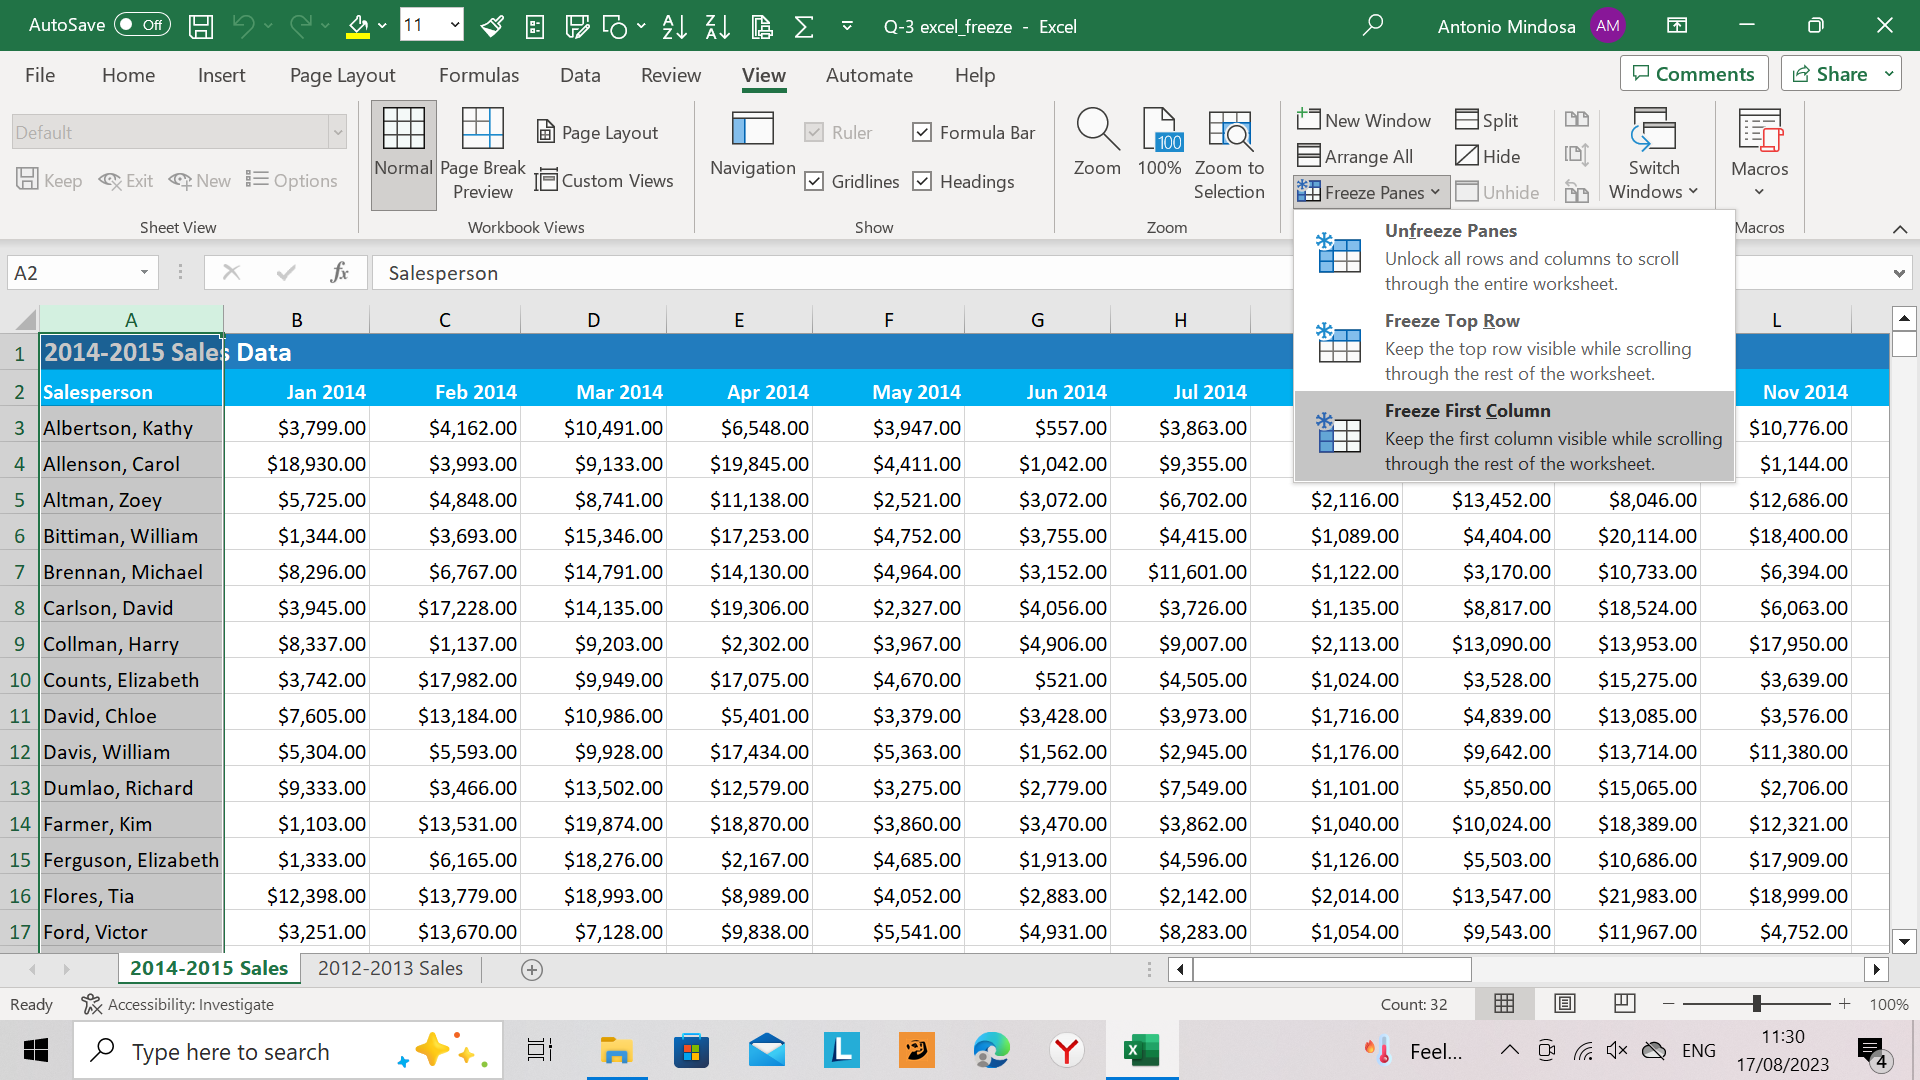 AutoSave Off 11 Q-3 excel_freeze - Excel Antonio Mindosa AM
File Home Insert Page Layout Formulas Data Review View Automate Help Comments Share
Default
Keep Exit New Options
Sheet View
Normal
Page Break Preview
Page Layout
Custom Views
Workbook Views
Navigation
Ruler Formula Bar
Gridlines Headings
Show
Zoom
100
100%
Zoom to Selection
Zoom
New Window Split
Arrange All Hide
Freeze Panes Unhide
Switch Windows
Macros
Macros
Unfreeze Panes
Unlock all rows and columns to scroll
through the entire worksheet.
Freeze Top Row
Keep the top row visible while scrolling
through the rest of the worksheet.
Freeze First Column
Keep the first column visible while scrolling
through the rest of the worksheet.
A2 fx Salesperson
A B C D E F G H L
1 2014-2015 Sales Data
2 Salesperson Jan 2014 Feb 2014 Mar 2014 Apr 2014 May 2014 Jun 2014 Jul 2014 Nov 2014
3 Albertson, Kathy $3,799.00 $4,162.00 $10,491.00 $6,548.00 $3,947.00 $557.00 $3,863.00 $10,776.00
4 Allenson, Carol $18,930.00 $3,993.00 $9,133.00 $19,845.00 $4,411.00 $1,042.00 $9,355.00 $1,144.00
5 Altman, Zoey $5,725.00 $4,848.00 $8,741.00 $11,138.00 $2,521.00 $3,072.00 $6,702.00 $2,116.00 $13,452.00 $8,046.00 $12,686.00
6 Bittiman, William $1,344.00 $3,693.00 $15,346.00 $17,253.00 $4,752.00 $3,755.00 $4,415.00 $1,089.00 $4,404.00 $20,114.00 $18,400.00
7 Brennan, Michael $8,296.00 $6,767.00 $14,791.00 $14,130.00 $4,964.00 $3,152.00 $11,601.00 $1,122.00 $3,170.00 $10,733.00 $6,394.00
8 Carlson, David $3,945.00 $17,228.00 $14,135.00 $19,306.00 $2,327.00 $4,056.00 $3,726.00 $1,135.00 $8,817.00 $18,524.00 $6,063.00
9 Collman, Harry $8,337.00 $1,137.00 $9,203.00 $2,302.00 $3,967.00 $4,906.00 $9,007.00 $2,113.00 $13,090.00 $13,953.00 $17,950.00
10 Counts, Elizabeth $3,742.00 $17,982.00 $9,949.00 $17,075.00 $4,670.00 $521.00 $4,505.00 $1,024.00 $3,528.00 $15,275.00 $3,639.00
11 David, Chloe $7,605.00 $13,184.00 $10,986.00 $5,401.00 $3,379.00 $3,428.00 $3,973.00 $1,716.00 $4,839.00 $13,085.00 $3,576.00
12 Davis, William $5,304.00 $5,593.00 $9,928.00 $17,434.00 $5,363.00 $1,562.00 $2,945.00 $1,176.00 $9,642.00 $13,714.00 $11,380.00
13 Dumlao, Richard $9,333.00 $3,466.00 $13,502.00 $12,579.00 $3,275.00 $2,779.00 $7,549.00 $1,101.00 $5,850.00 $15,065.00 $2,706.00
14 Farmer, Kim $1,103.00 $13,531.00 $19,874.00 $18,870.00 $3,860.00 $3,470.00 $3,862.00 $1,040.00 $10,024.00 $18,389.00 $12,321.00
15 Ferguson, Elizabeth $1,333.00 $6,165.00 $18,276.00 $2,167.00 $4,685.00 $1,913.00 $4,596.00 $1,126.00 $5,503.00 $10,686.00 $17,909.00
16 Flores, Tia $12,398.00 $13,779.00 $18,993.00 $8,989.00 $4,052.00 $2,883.00 $2,142.00 $2,014.00 $13,547.00 $21,983.00 $18,999.00
17 Ford, Victor $3,251.00 $13,670.00 $7,128.00 $9,838.00 $5,541.00 $4,931.00 $8,283.00 $1,054.00 $9,543.00 $11,967.00 $4,752.00
2014-2015 Sales 2012-2013 Sales
Ready Accessibility: Investigate Count: 32 100%
Type here to search Feel... ENG 11:30
17/08/2023 4